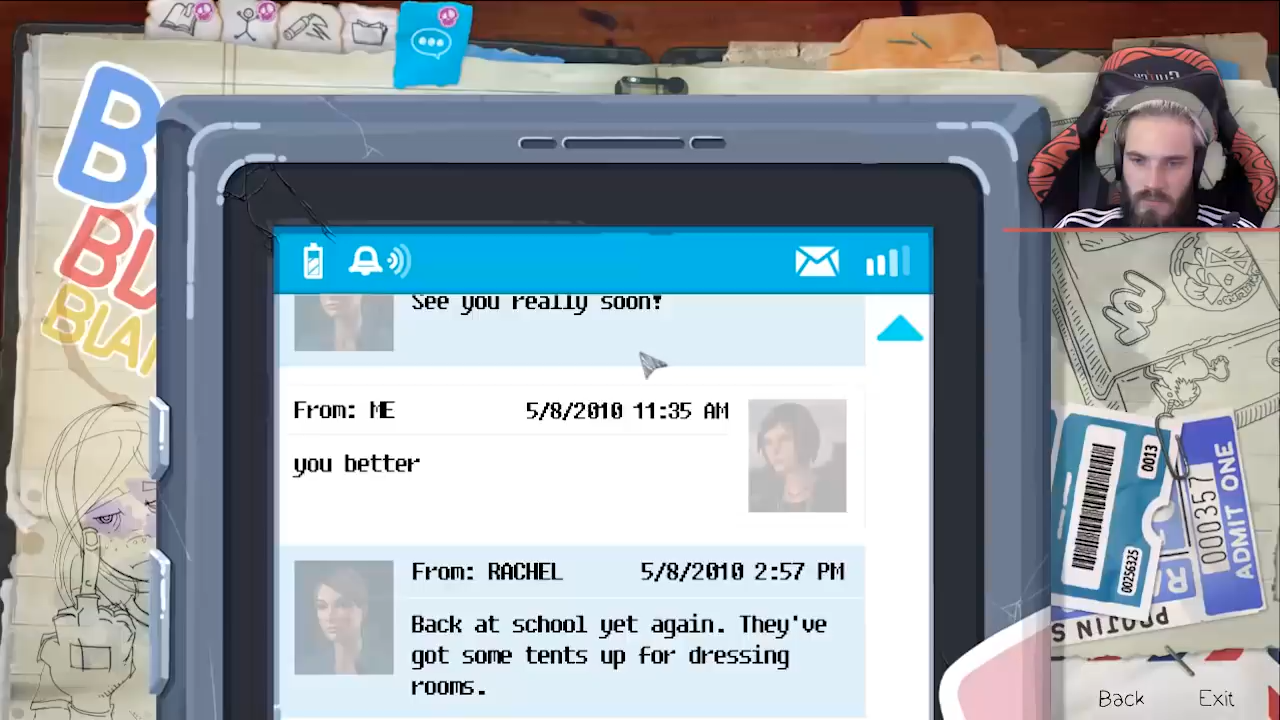 See you really soon!
From: ME 5/8/2010 11:35 AM
you better
From: RACHEL 5/8/2010 2:57 PM
Back at school yet again. They've
got some tents up for dressing
rooms.
0013
00256325
000357
ADMIT ONE
Back Exit